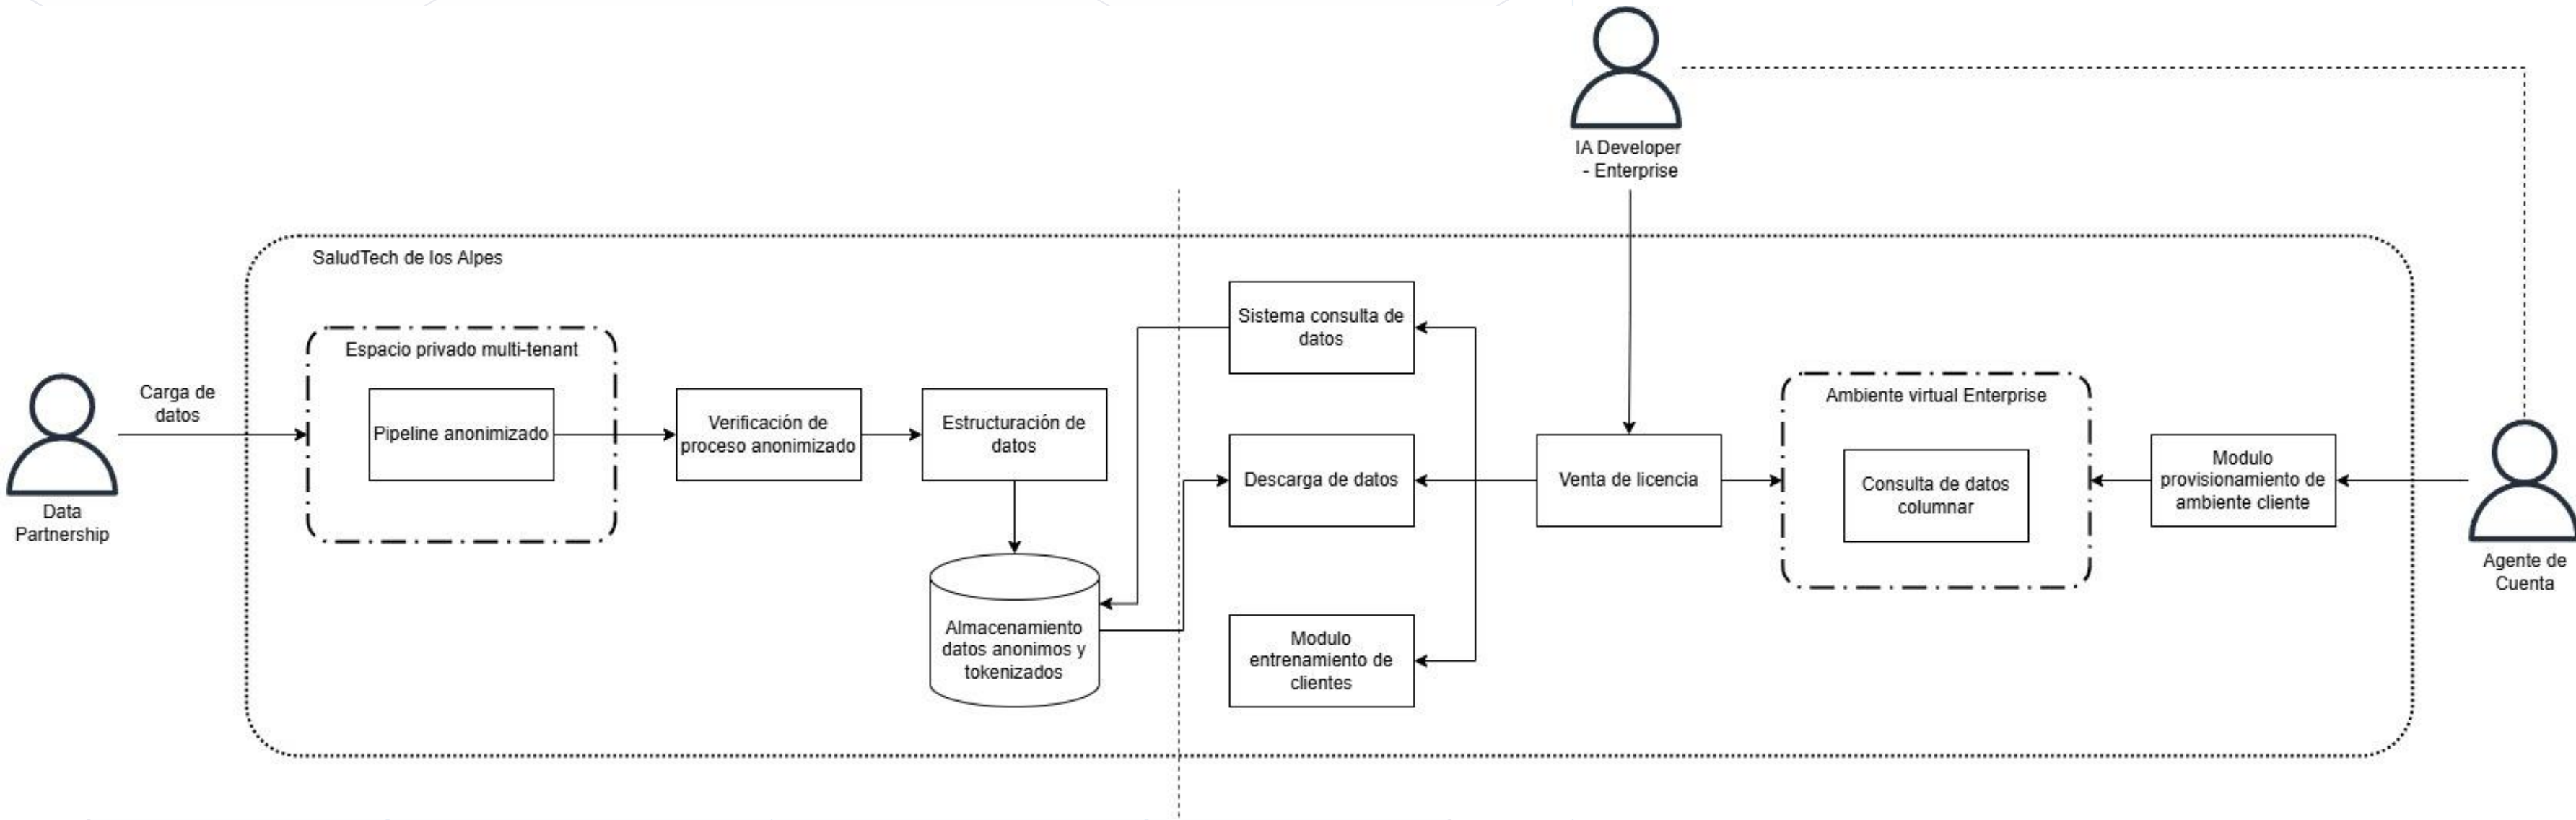 IA Developer
- Enterprise
SaludTech de los Alpes
Data
Partnership
Carga de
datos
Espacio privado multi-tenant
Pipeline anonimizado
Verificación de
proceso anonimizado
Estructuración de
datos
Almacenamiento
datos anonimos y
tokenizados
Sistema consulta de
datos
Descarga de datos
Modulo
entrenamiento de
clientes
Venta de licencia
Ambiente virtual Enterprise
Consulta de datos
columnar
Modulo
provisionamiento de
ambiente cliente
Agente de
Cuenta